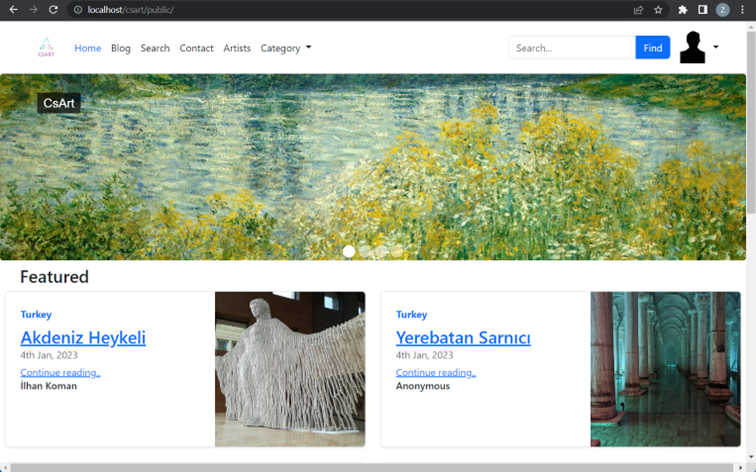 localhost/csart/public/
Z
CSART
Home Blog Search Contact Artists Category
Search...
Find
CsArt
Featured
Turkey
Akdeniz Heykeli
4th Jan, 2023
Continue reading..
İlhan Koman
Turkey
Yerebatan Sarnıcı
4th Jan, 2023
Continue reading..
Anonymous